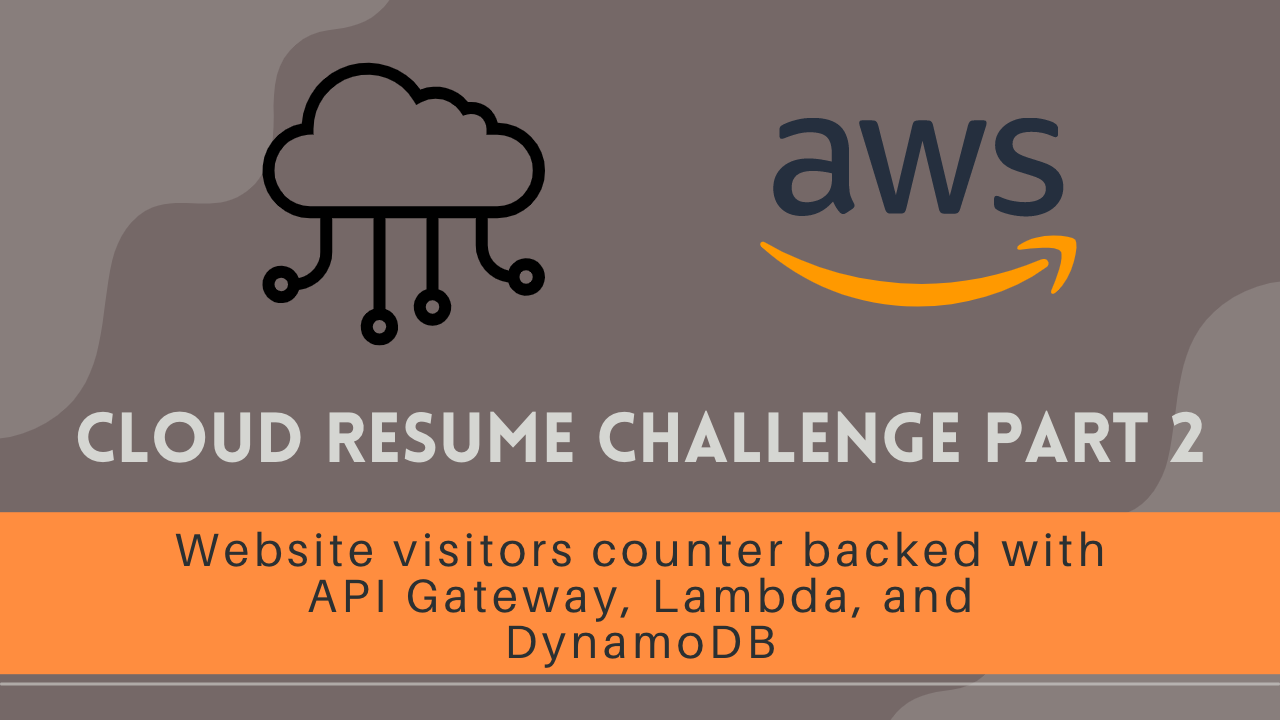 aws
CLOUD RESUME CHALLENGE PART 2
Website visitors counter backed with
API Gateway, Lambda, and
DynamoDB